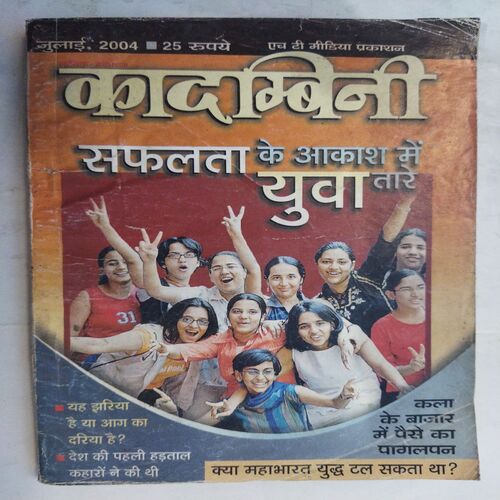 जुलाई, 2004 ■ 25 रुपये एच टी मीडिया प्रकाशन
कादम्बिनी
सफलता के आकाश में
युवा तारे
31
■ यह झरिया
है या आग का
दरिया है?
■ देश की पहली हड़ताल
कहारों ने की थी
कला
के बाजार
में पैसे का
पागलपन
क्या महाभारत युद्ध टल सकता था?